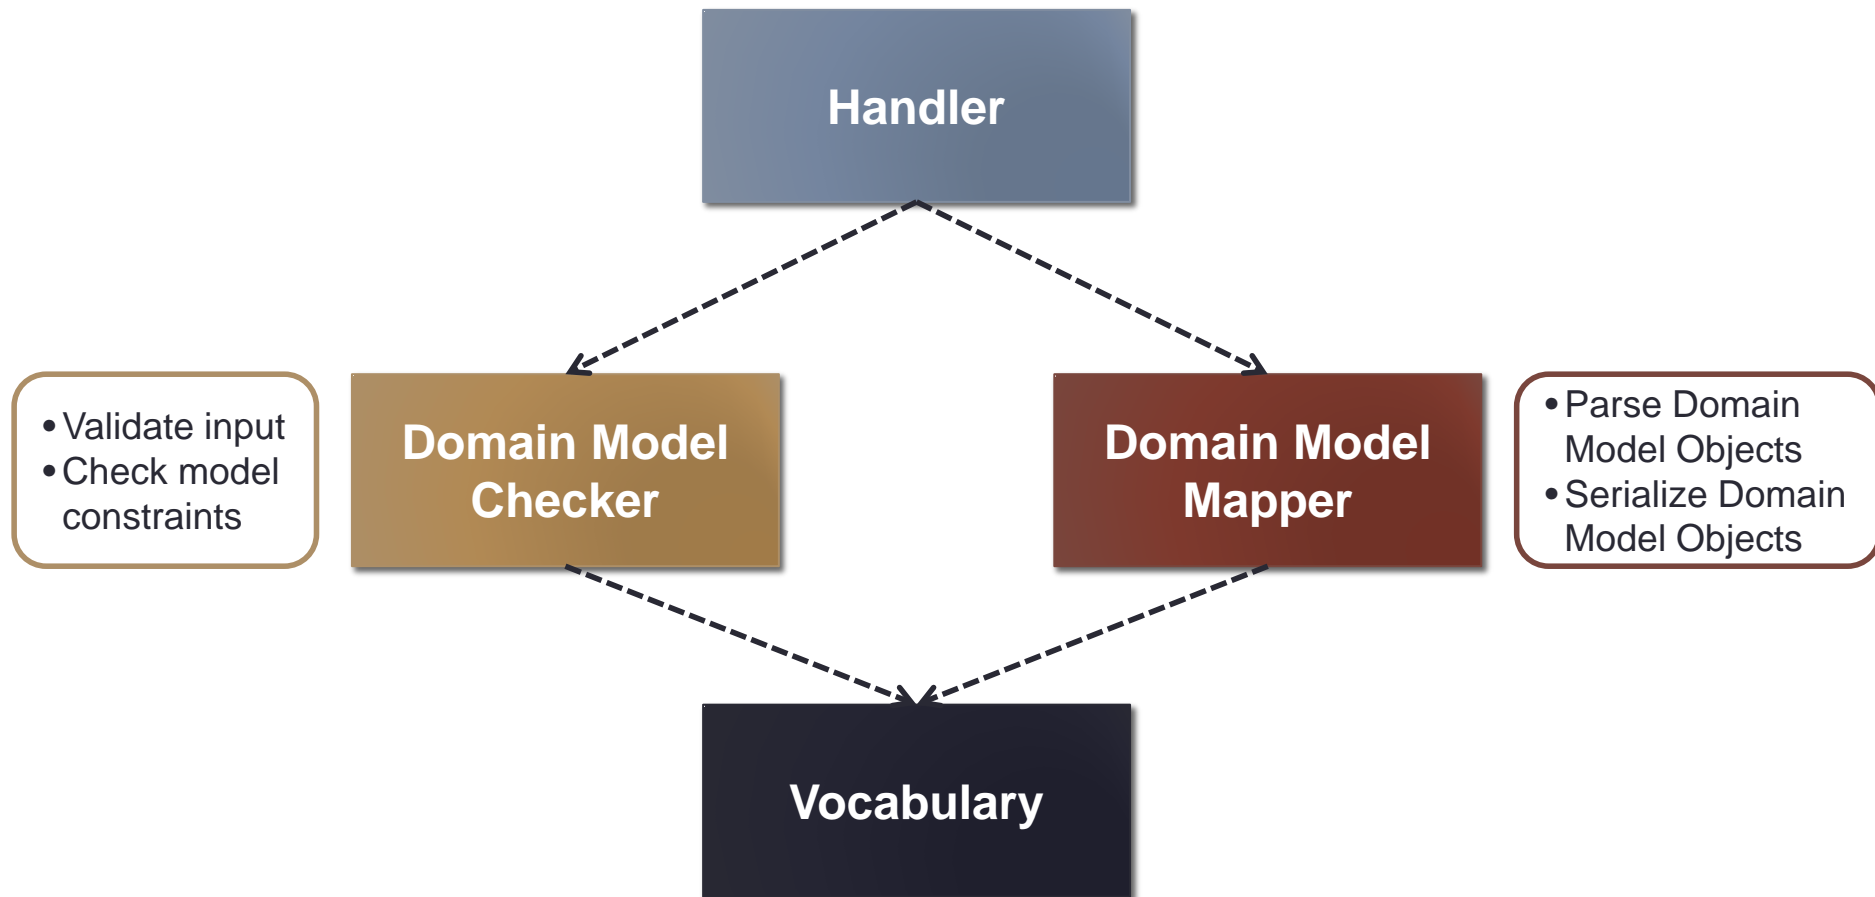 Handler
• Validate input
• Check model
constraints
Domain Model
Checker
Domain Model
Mapper
• Parse Domain
Model Objects
• Serialize Domain
Model Objects
Vocabulary